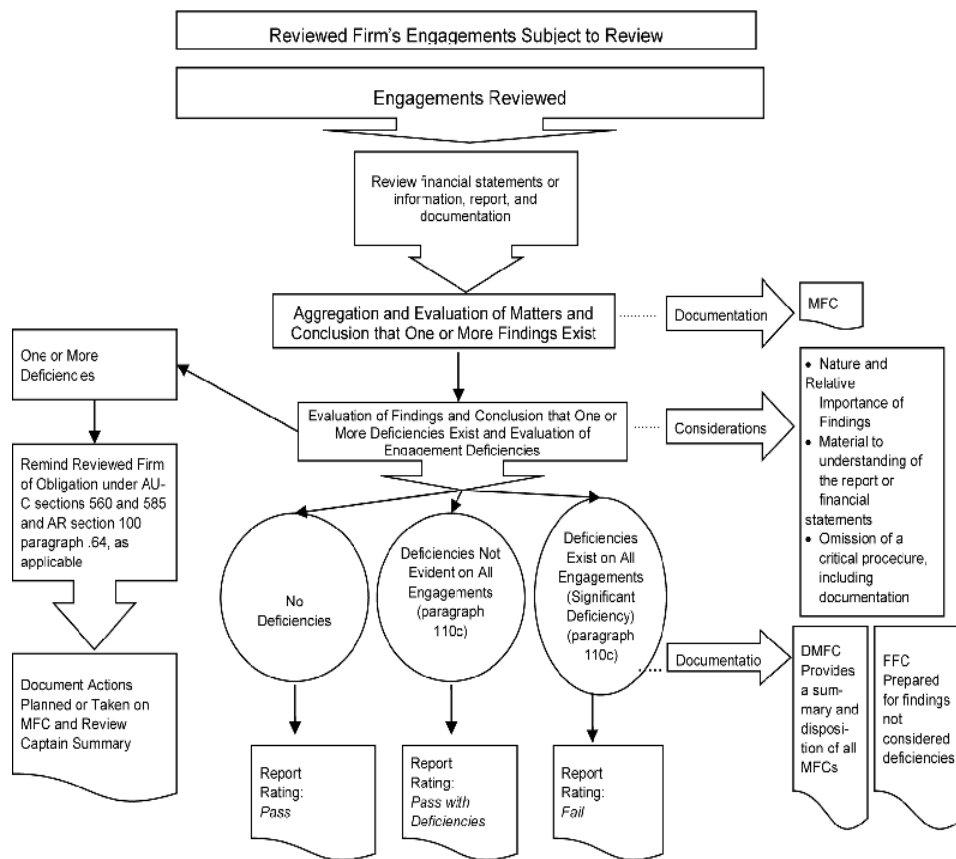 Reviewed Firm's Engagements Subject to Review
Engagements Reviewed
Review financial statements or
information, report, and
documentation
Aggregation and Evaluation of Matters and
Conclusion that One or More Findings Exist
........
Documentation
MFC
One or More
Deficiencies
Evaluation of Findings and Conclusion that One or
More Deficiencies Exist and Evaluation of
Engagement Deficiencies
......
Considerations
• Nature and
Relative
Importance of
Findings
• Material to
understanding of
the report or
financial
statements
• Omission of a
critical procedure,
including
documentation
Remind Reviewed Firm
of Obligation under AU-
C sections 560 and 585
and AR section 100
paragraph .64, as
applicable
No
Deficiencies
Deficiencies Not
Evident on All
Engagements
(paragraph
110c)
Deficiencies
Exist on All
Engagements
(Significant
Deficiency)
(paragraph
110c)
......
Documentatio
DMFC
Provides
a sum-
mary and
disposi-
tion of all
MFCs
FFC
Prepared
for findings
not
considered
deficiencies
Document Actions
Planned or Taken on
MFC and Review
Captain Summary
Report
Rating:
Pass
Report
Rating:
Pass with
Deficiencies
Report
Rating:
Fail